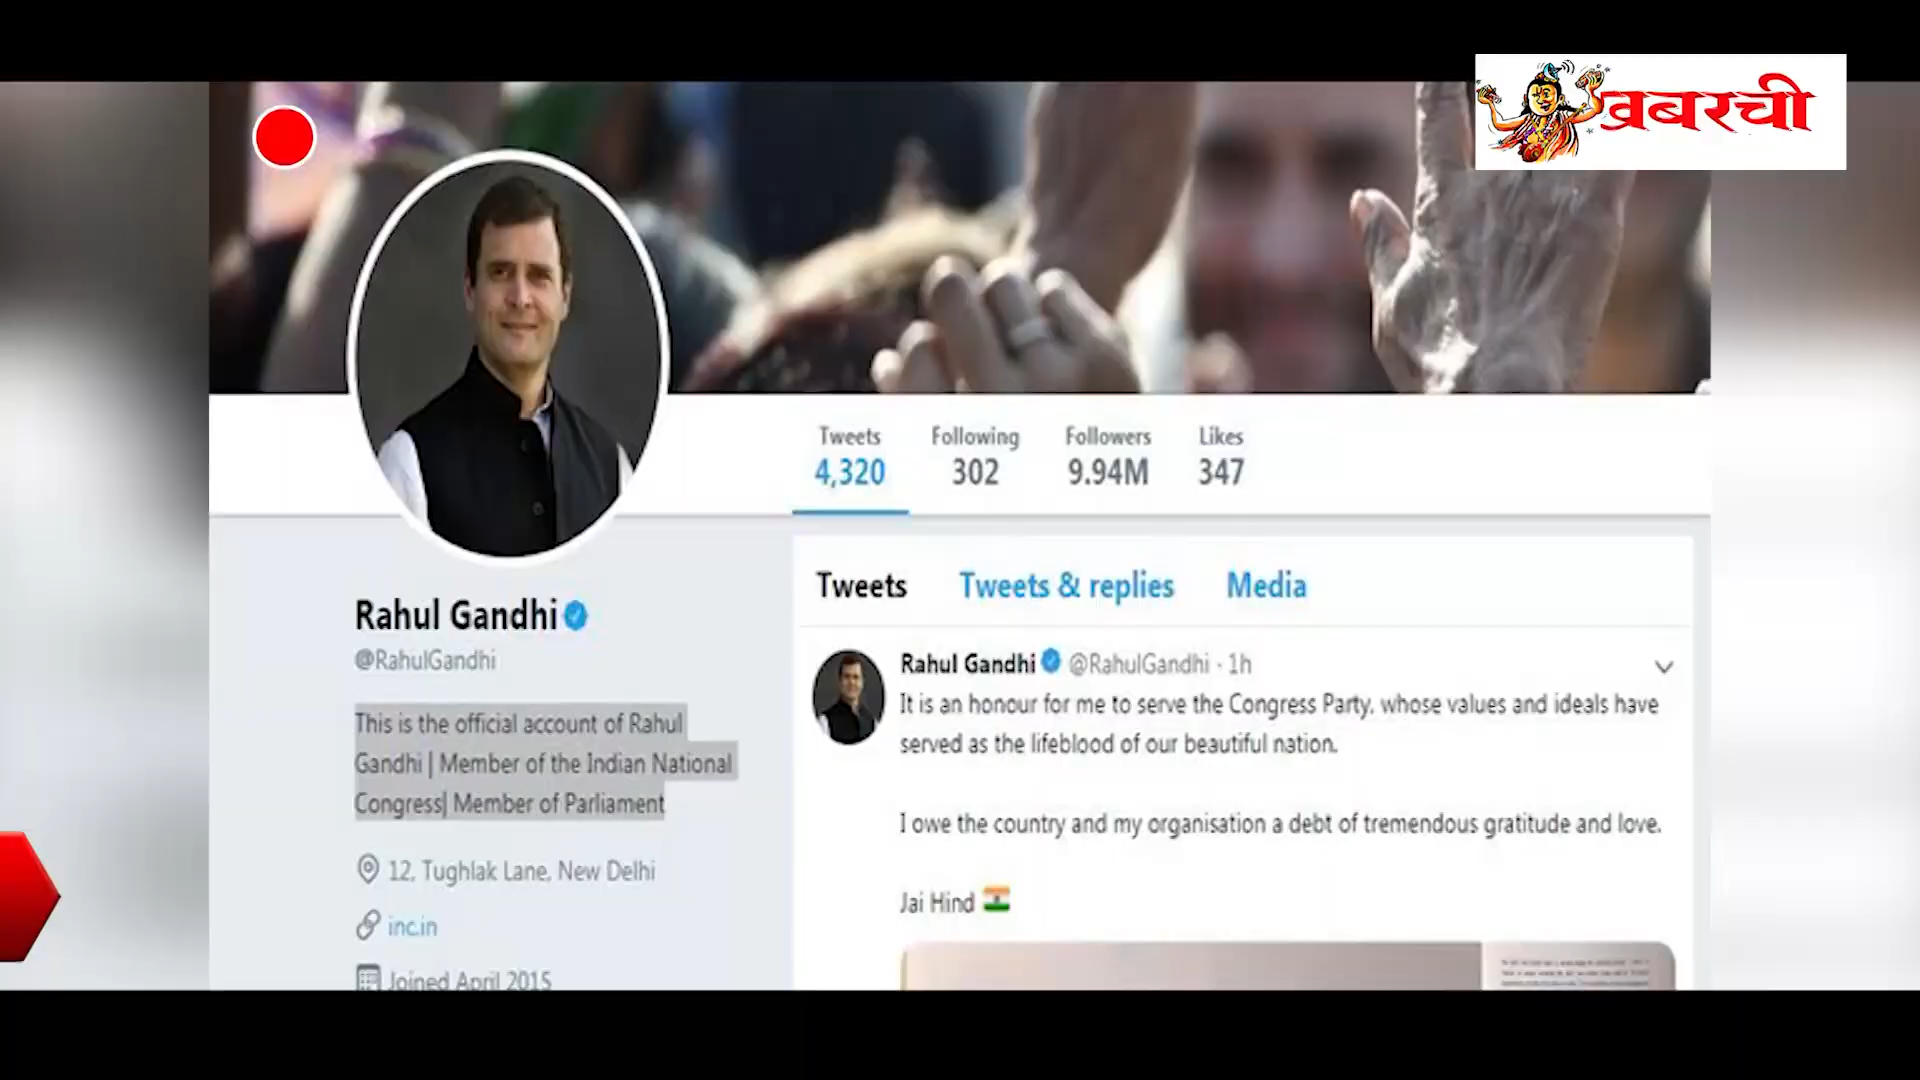 खबरची
Tweets Following Followers Likes
4,320 302 9.94M 347
Tweets Tweets & replies Media
Rahul Gandhi
@RahulGandhi
This is the official account of Rahul
Gandhi | Member of the Indian National
Congress| Member of Parliament
12, Tughlak Lane, New Delhi
inc.in
Joined April 2015
Rahul Gandhi @RahulGandhi · 1h
It is an honour for me to serve the Congress Party, whose values and ideals have
served as the lifeblood of our beautiful nation.
I owe the country and my organisation a debt of tremendous gratitude and love.
Jai Hind